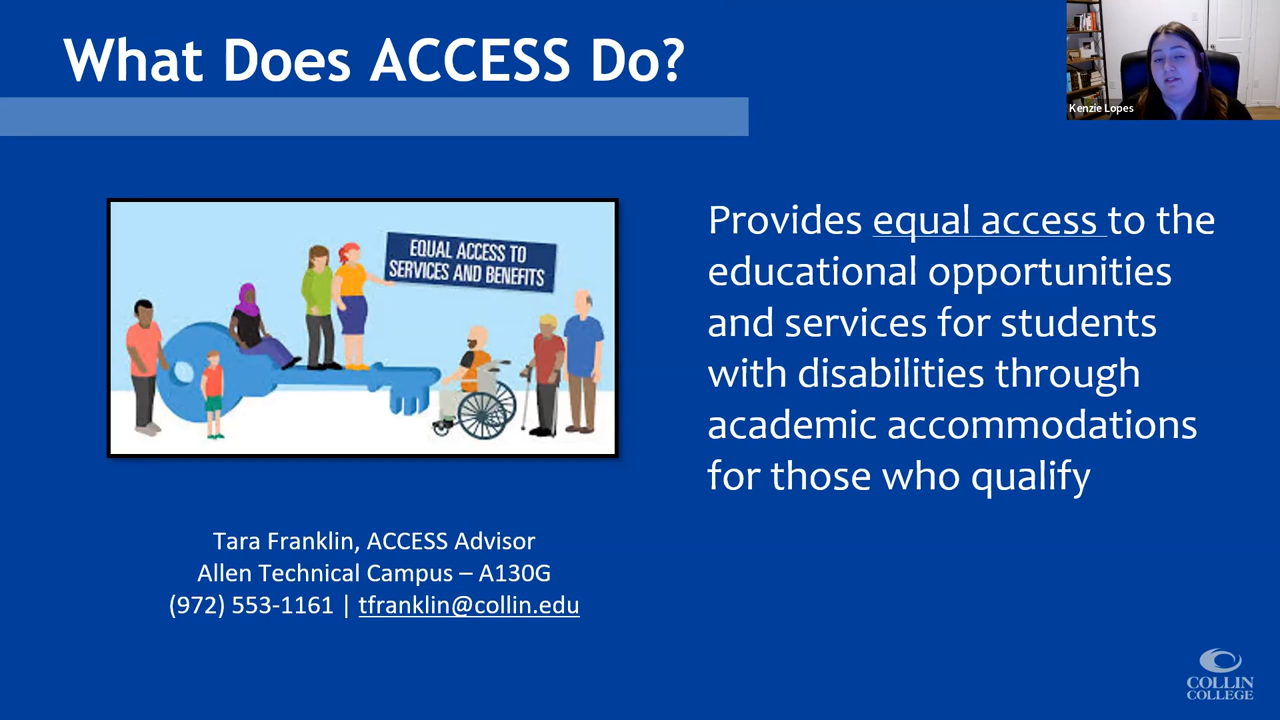 What Does ACCESS Do?
Kenzie Lopes
EQUAL ACCESS TO
SERVICES AND BENEFITS
Provides equal access to the
educational opportunities
and services for students
with disabilities through
academic accommodations
for those who qualify
Tara Franklin, ACCESS Advisor
Allen Technical Campus – A130G
(972) 553-1161 | tfranklin@collin.edu
COLLIN
COLLEGE